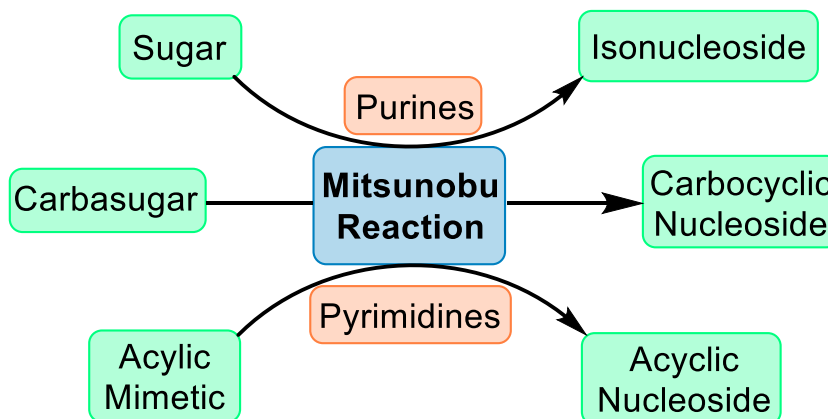 Sugar
Isonucleoside
Purines
Carbasugar
Mitsunobu
Reaction
Carbocyclic
Nucleoside
Pyrimidines
Acylic
Mimetic
Acyclic
Nucleoside